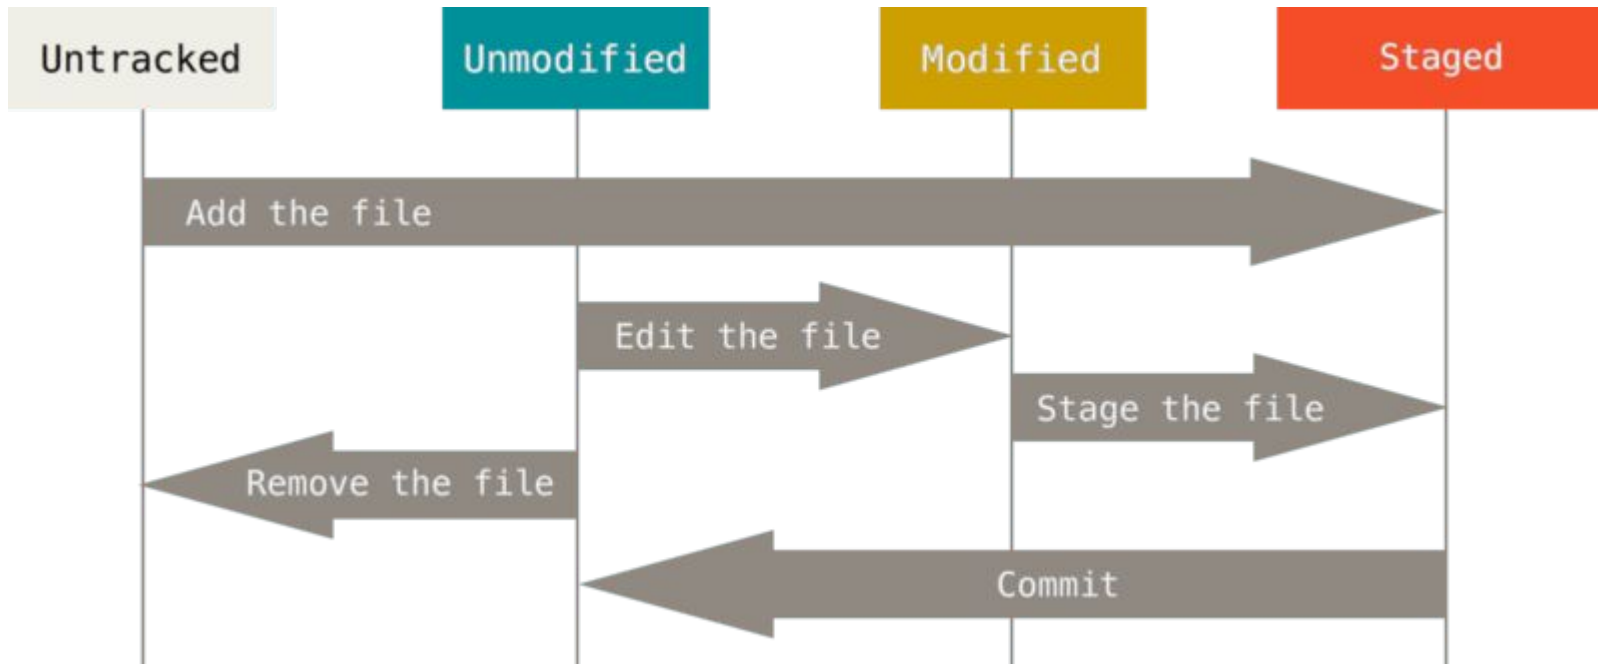 Untracked
Unmodified
Modified
Staged
Add the file
Edit the file
Stage the file
Remove the file
Commit